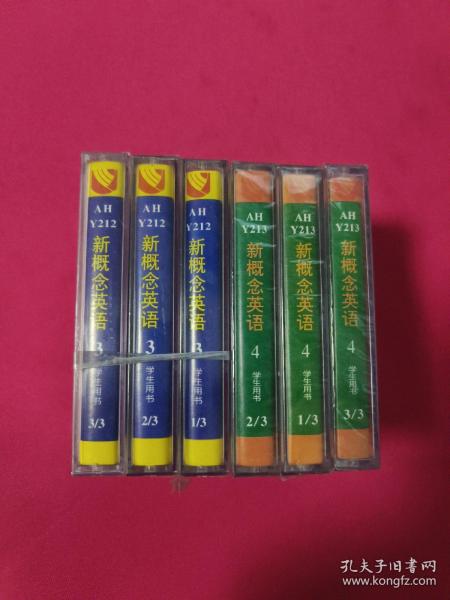 AH
Y212
新概念英语
3
学生用书
3/3
AH
Y212
新概念英语
3
学生用书
2/3
AH
Y212
新概念英语
3
学生用书
1/3
AH
Y213
新概念英语
4
学生用书
2/3
AH
Y213
新概念英语
4
学生用书
1/3
AH
Y213
新概念英语
4
学生用书
3/3
孔夫子旧书网
www.kongfz.com